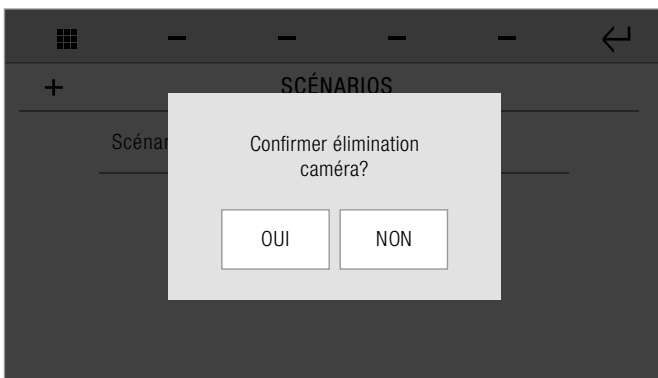 + SCÉNARIOS
Scénar
Confirmer élimination
caméra?
OUI NON